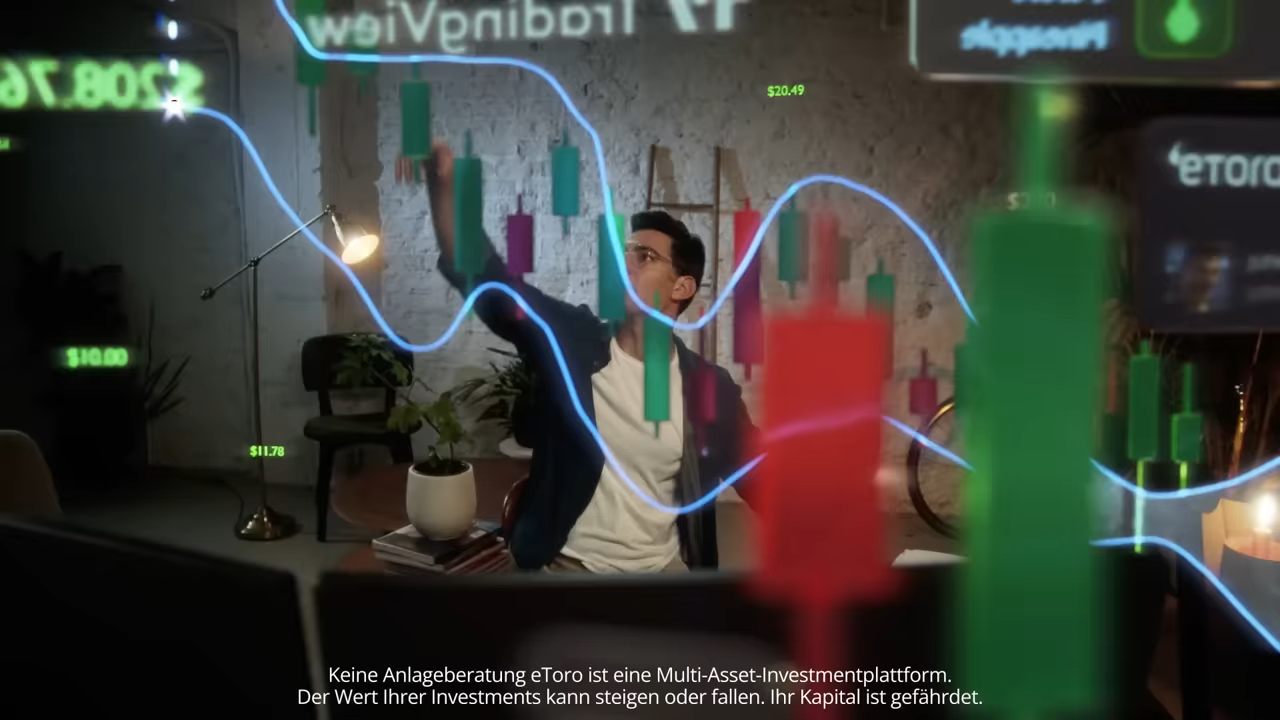 TradingView
$208.76
$20.49
Pineapple
eToro
$10.00
$11.78
Keine Anlageberatung eToro ist eine Multi-Asset-Investmentplattform.
Der Wert Ihrer Investments kann steigen oder fallen. Ihr Kapital ist gefährdet.